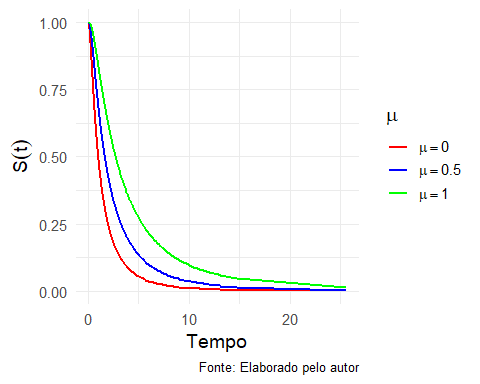 1.00
0.75
0.50
0.25
0.00
S(t)
0 10 20
Tempo
Fonte: Elaborado pelo autor
μ
μ = 0
μ = 0.5
μ = 1